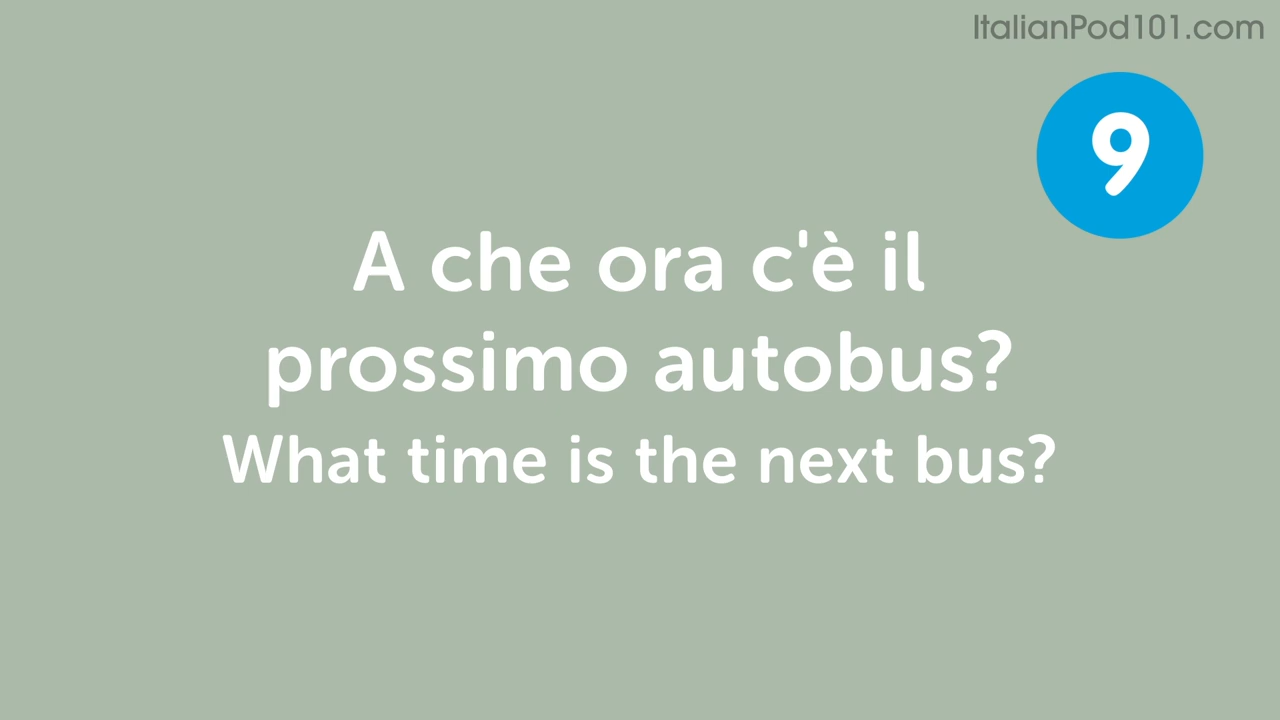 ItalianPod101.com
9
A che ora c'è il
prossimo autobus?
What time is the next bus?